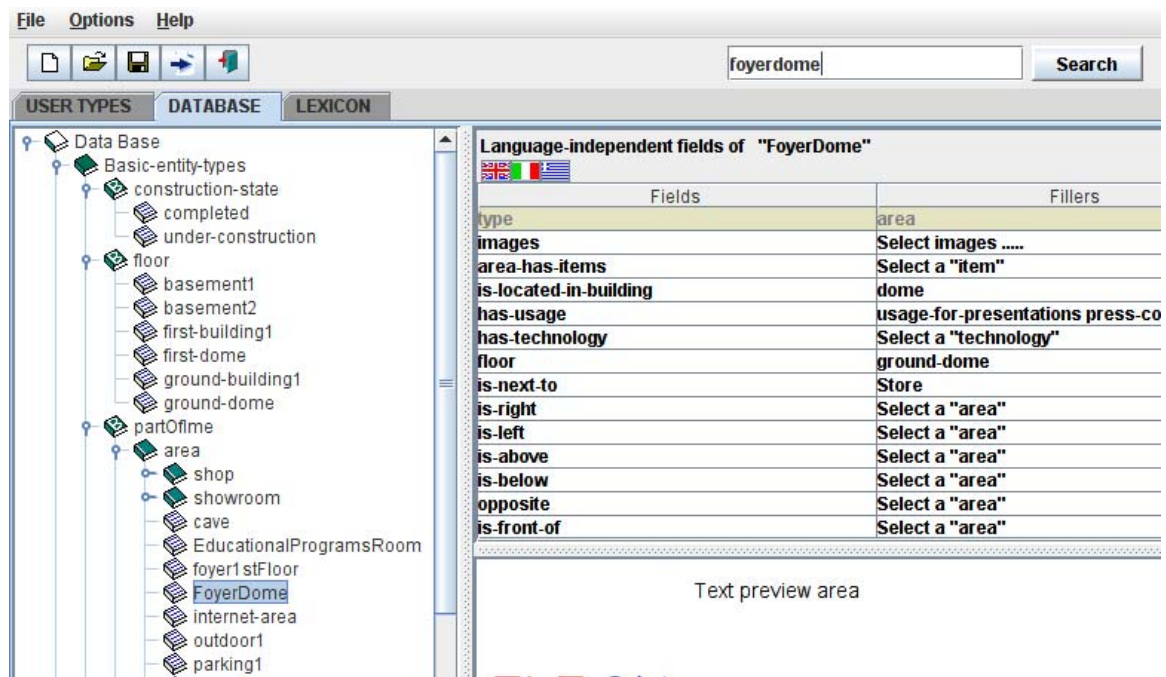 File Options Help
foyerdome Search
USER TYPES DATABASE LEXICON
Data Base
Basic-entity-types
construction-state
completed
under-construction
floor
basement1
basement2
first-building1
first-dome
ground-building1
ground-dome
partOfIme
area
shop
showroom
cave
EducationalProgramsRoom
foyer1stFloor
FoyerDome
internet-area
outdoor1
parking1
Language-independent fields of "FoyerDome"
Fields Fillers
type area
images Select images .....
area-has-items Select a "item"
is-located-in-building dome
has-usage usage-for-presentations press-co
has-technology Select a "technology"
floor ground-dome
is-next-to Store
is-right Select a "area"
is-left Select a "area"
is-above Select a "area"
is-below Select a "area"
opposite Select a "area"
is-front-of Select a "area"
Text preview area